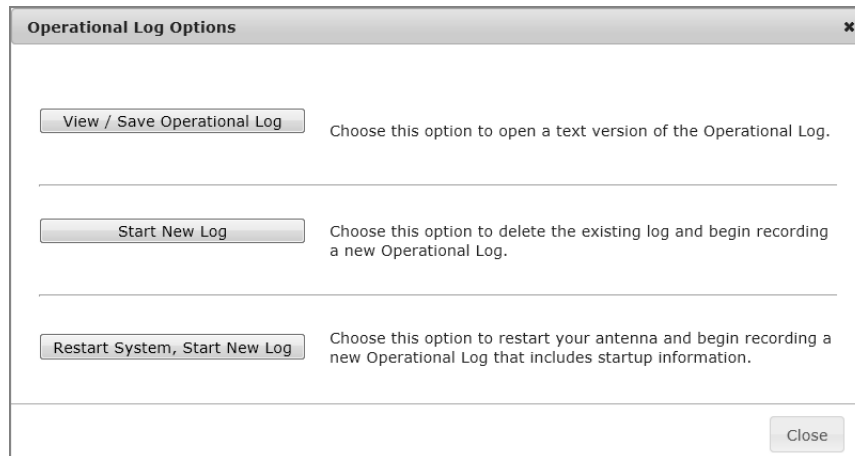 Operational Log Options
View / Save Operational Log
Choose this option to open a text version of the Operational Log.
Start New Log
Choose this option to delete the existing log and begin recording
a new Operational Log.
Restart System, Start New Log
Choose this option to restart your antenna and begin recording a
new Operational Log that includes startup information.
Close